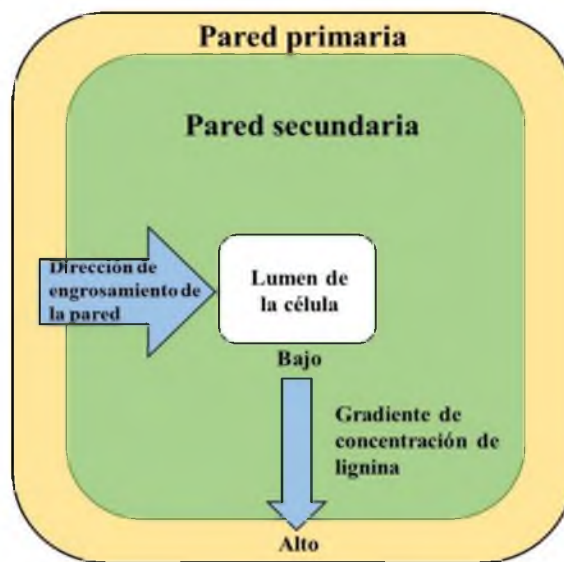 Pared primaria
Pared secundaria
Dirección de
engrosamiento de
la pared
Lumen de
la célula
Bajo
Gradiente de
concentración de
lignina
Alto